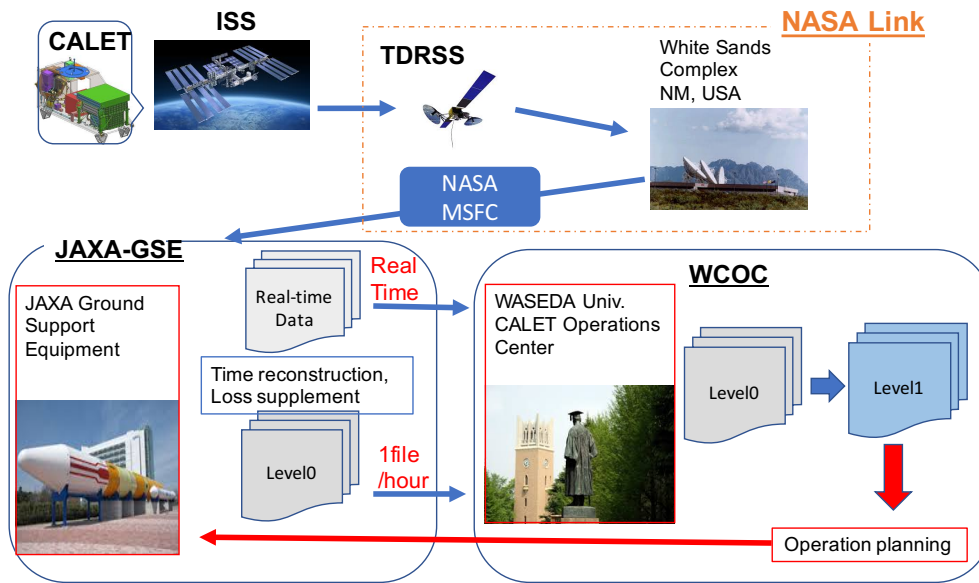 CALET
ISS
NASA Link
TDRSS
White Sands
Complex
NM, USA
NASA
MSFC
JAXA-GSE
JAXA Ground
Support
Equipment
Real-time
Data
Real
Time
Time reconstruction,
Loss supplement
Level0
1file
/hour
WCOC
WASEDA Univ.
CALET Operations
Center
Level0
Level1
Operation planning